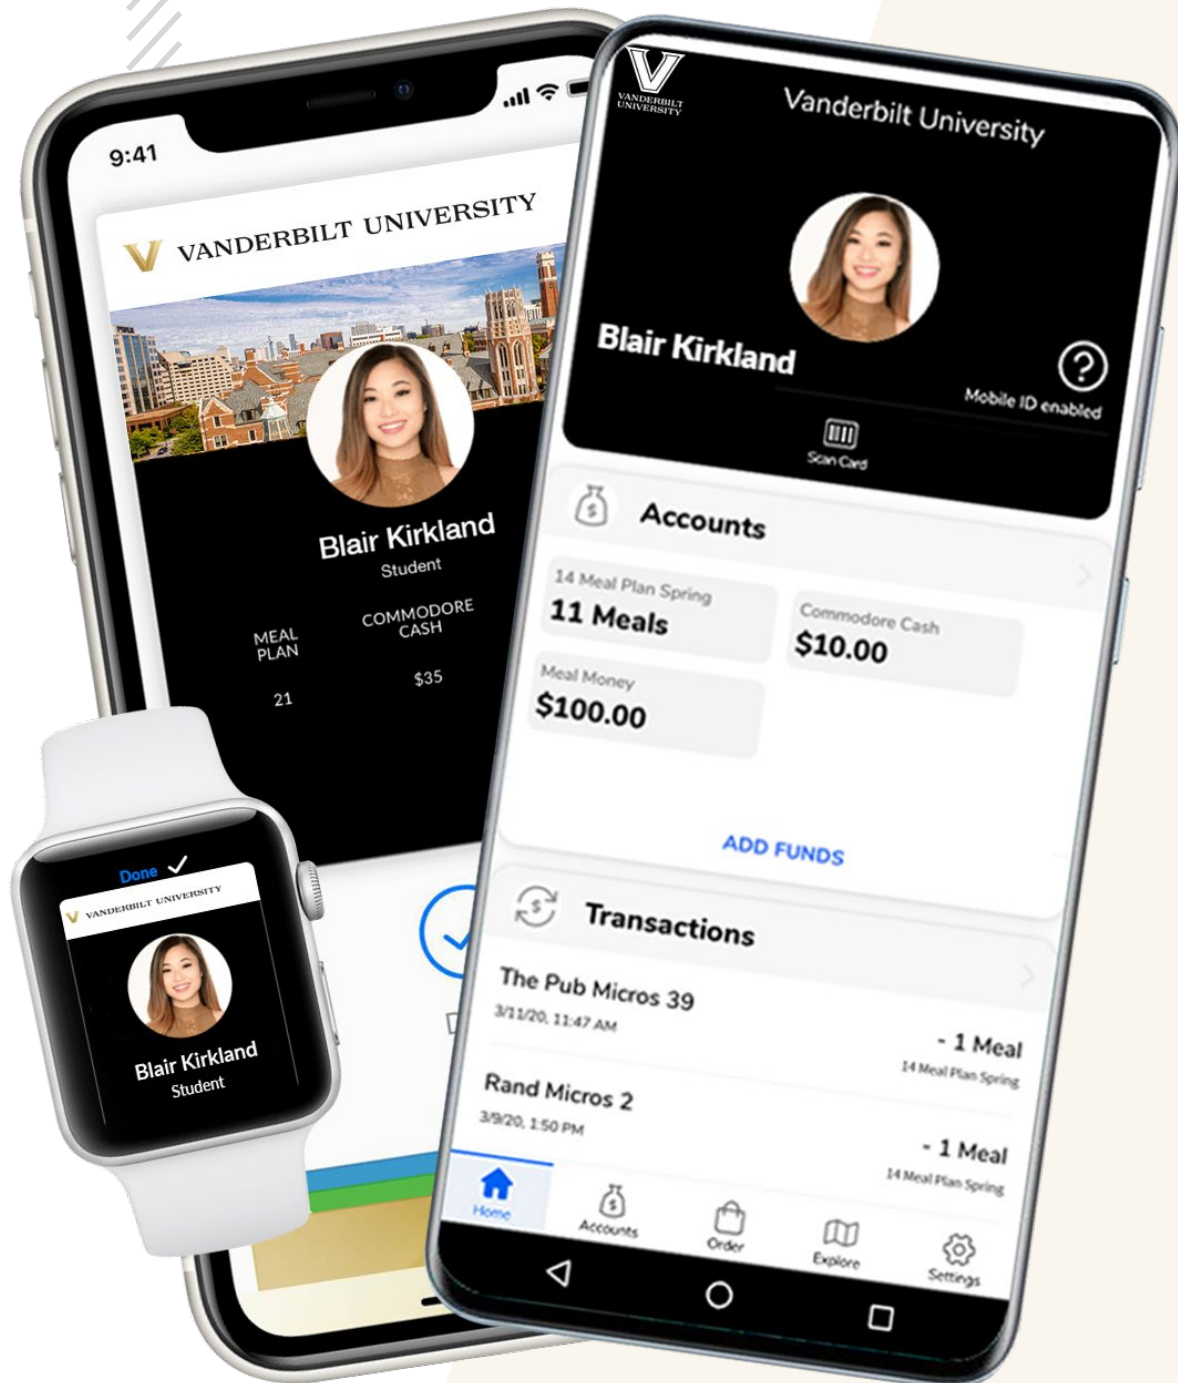 9:41
VANDERBILT UNIVERSITY
Blair Kirkland
Student
MEAL
PLAN
COMMODORE
CASH
21
$35
Done
VANDERBILT UNIVERSITY
Blair Kirkland
Student
VANDERBILT
UNIVERSITY
Vanderbilt University
Blair Kirkland
Mobile ID enabled
Scan Card
Accounts
14 Meal Plan Spring
11 Meals
Commodore Cash
$10.00
Meal Money
$100.00
ADD FUNDS
Transactions
The Pub Micros 39
3/11/20, 11:47 AM
- 1 Meal
14 Meal Plan Spring
Rand Micros 2
3/9/20, 1:50 PM
- 1 Meal
14 Meal Plan Spring
Home
Accounts
Order
Explore
Settings